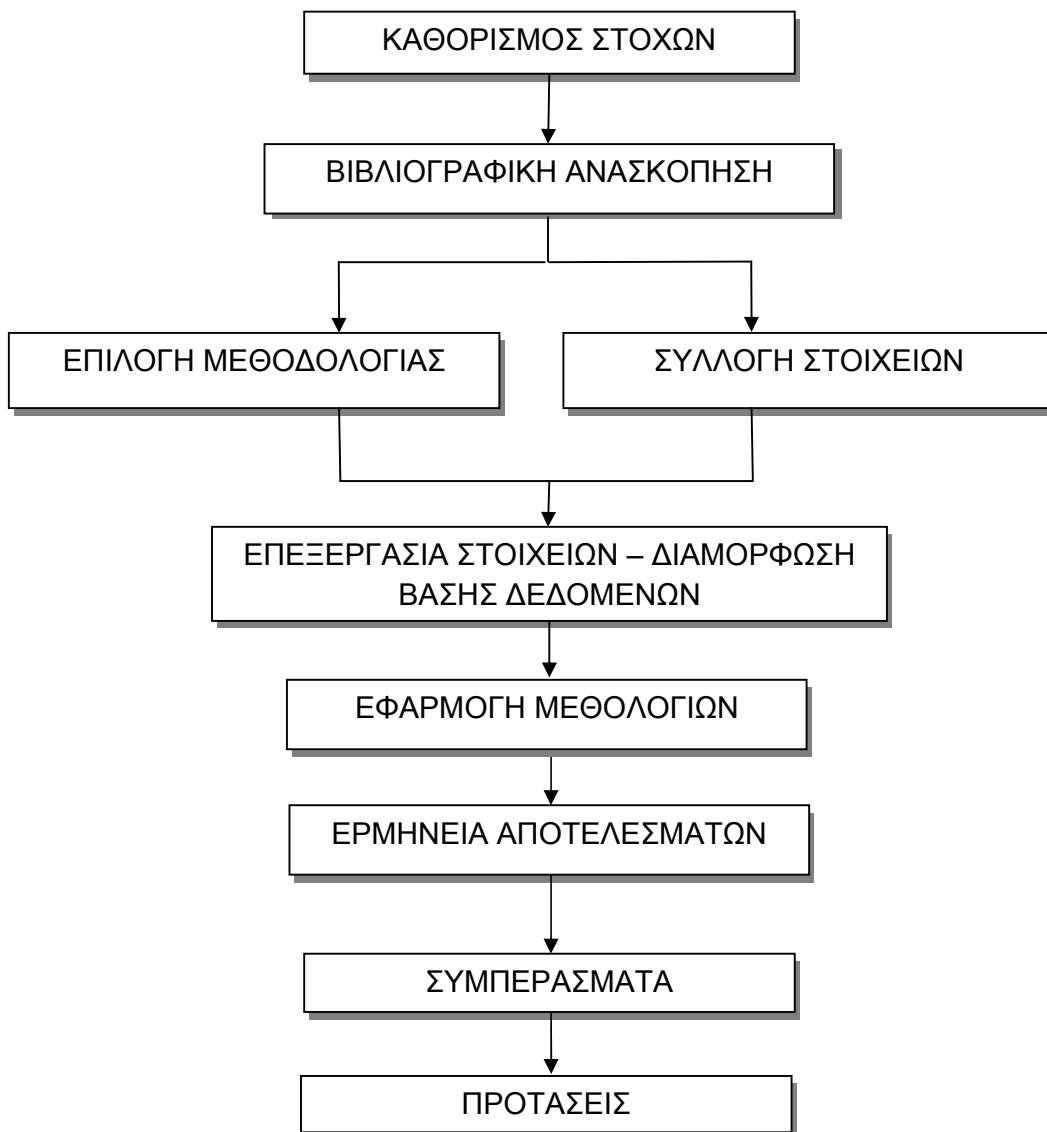 ΚΑΘΟΡΙΣΜΟΣ ΣΤΟΧΩΝ
ΒΙΒΛΙΟΓΡΑΦΙΚΗ ΑΝΑΣΚΟΠΗΣΗ
ΕΠΙΛΟΓΗ ΜΕΘΟΔΟΛΟΓΙΑΣ
ΣΥΛΛΟΓΗ ΣΤΟΙΧΕΙΩΝ
ΕΠΕΞΕΡΓΑΣΙΑ ΣΤΟΙΧΕΙΩΝ – ΔΙΑΜΟΡΦΩΣΗ
ΒΑΣΗΣ ΔΕΔΟΜΕΝΩΝ
ΕΦΑΡΜΟΓΗ ΜΕΘΟΛΟΓΙΩΝ
ΕΡΜΗΝΕΙΑ ΑΠΟΤΕΛΕΣΜΑΤΩΝ
ΣΥΜΠΕΡΑΣΜΑΤΑ
ΠΡΟΤΑΣΕΙΣ